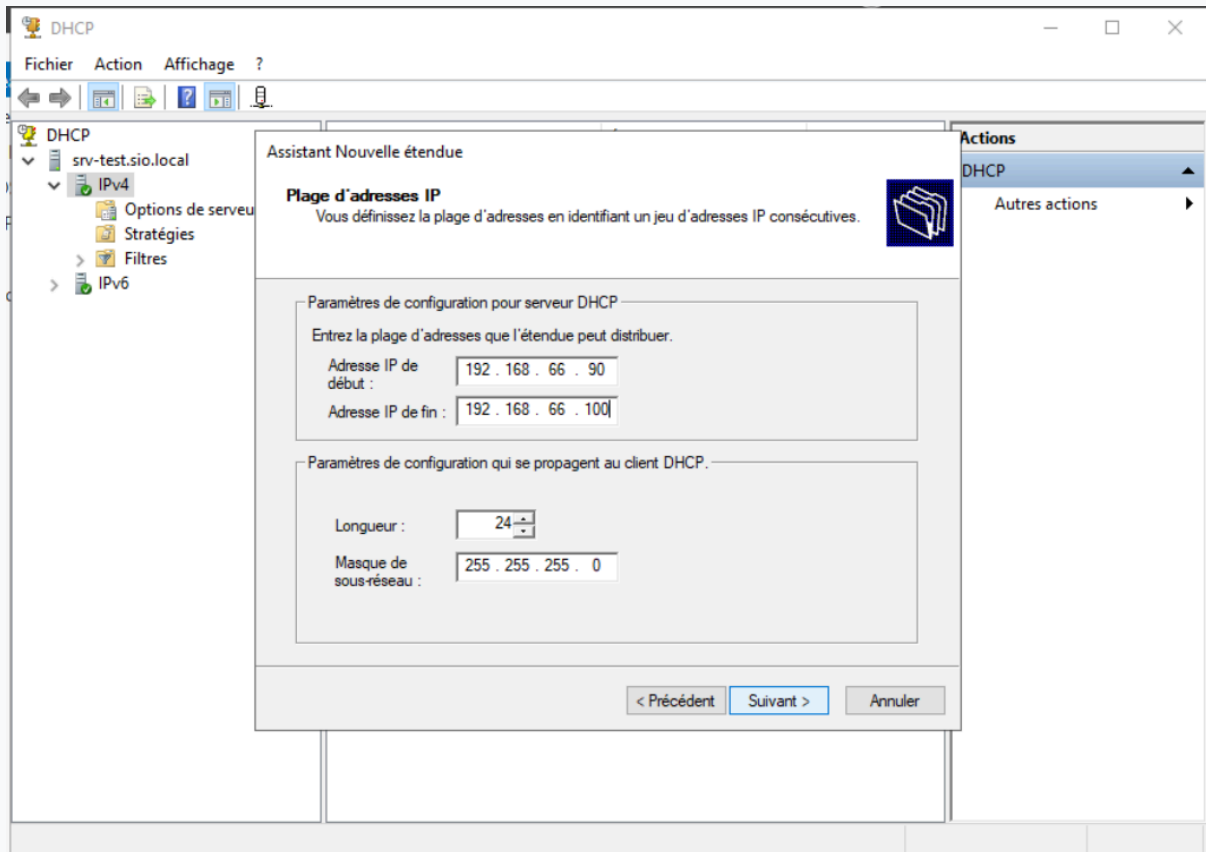 DHCP
Fichier Action Affichage ?
DHCP
srv-test.sio.local
IPv4
Options de serveu
Stratégies
Filtres
IPv6
Assistant Nouvelle étendue
Plage d'adresses IP
Vous définissez la plage d'adresses en identifiant un jeu d'adresses IP consécutives.
Paramètres de configuration pour serveur DHCP
Entrez la plage d'adresses que l'étendue peut distribuer.
Adresse IP de
début :
192 . 168 . 66 . 90
Adresse IP de fin :
192 . 168 . 66 . 100
Paramètres de configuration qui se propagent au client DHCP.
Longueur :
24
Masque de
sous-réseau :
255 . 255 . 255 . 0
< Précédent
Suivant >
Annuler
Actions
DHCP
Autres actions